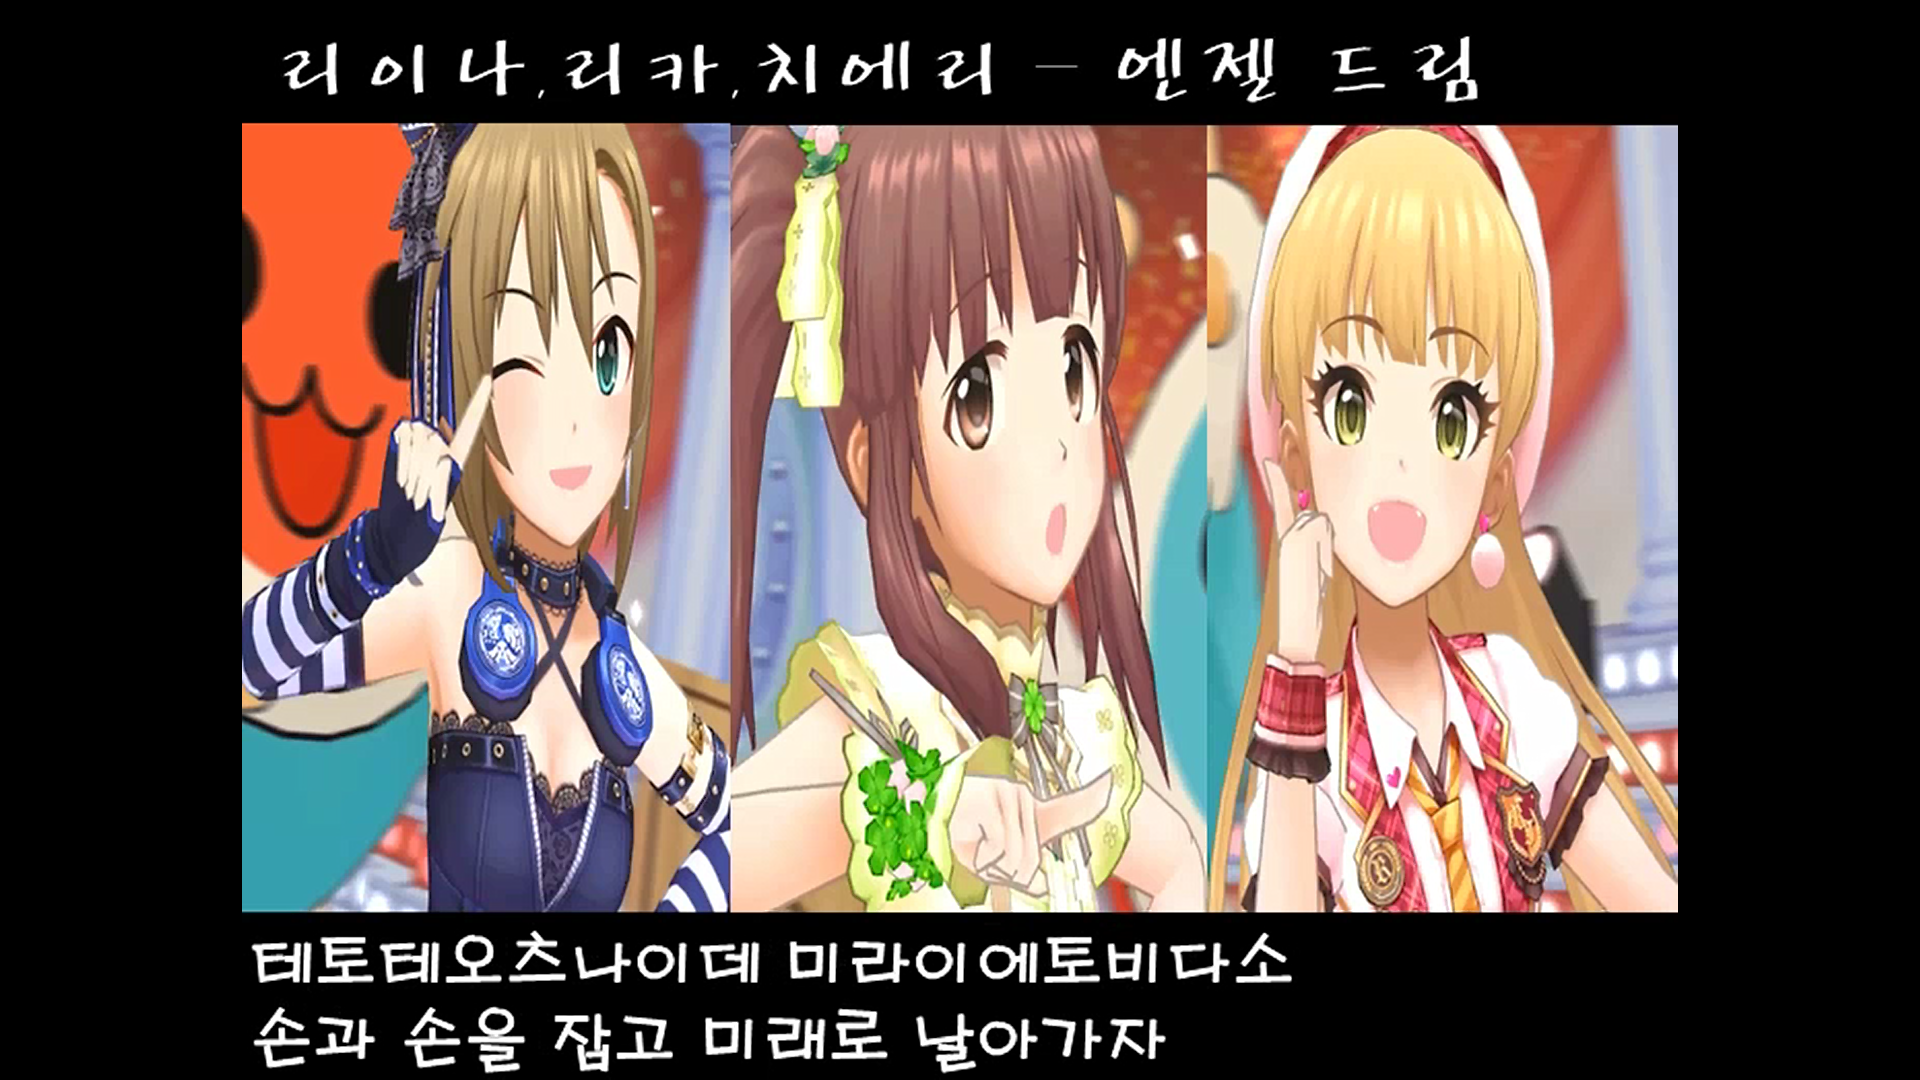 리이나,리카,치에리 - 엔젤 드림
테토테오츠나이데 미라이에토비다소
손과 손을 잡고 미래로 날아가자